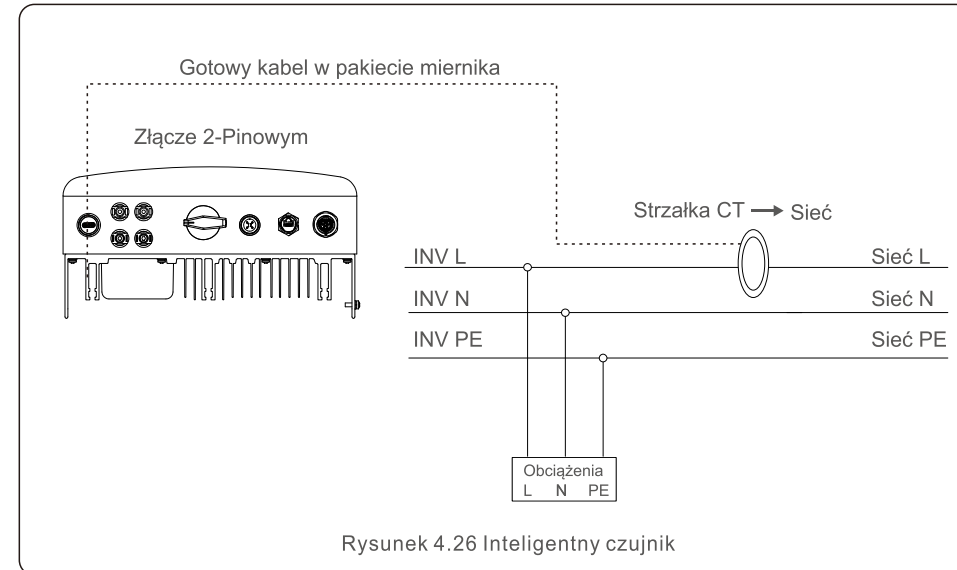 Gotowy kabel w pakiecie miernika
Złącze 2-Pinowym
Strzałka CT → Sieć
INV L
Sieć L
INV N
Sieć N
INV PE
Sieć PE
Obciążenia
L N PE
Rysunek 4.26 Inteligentny czujnik